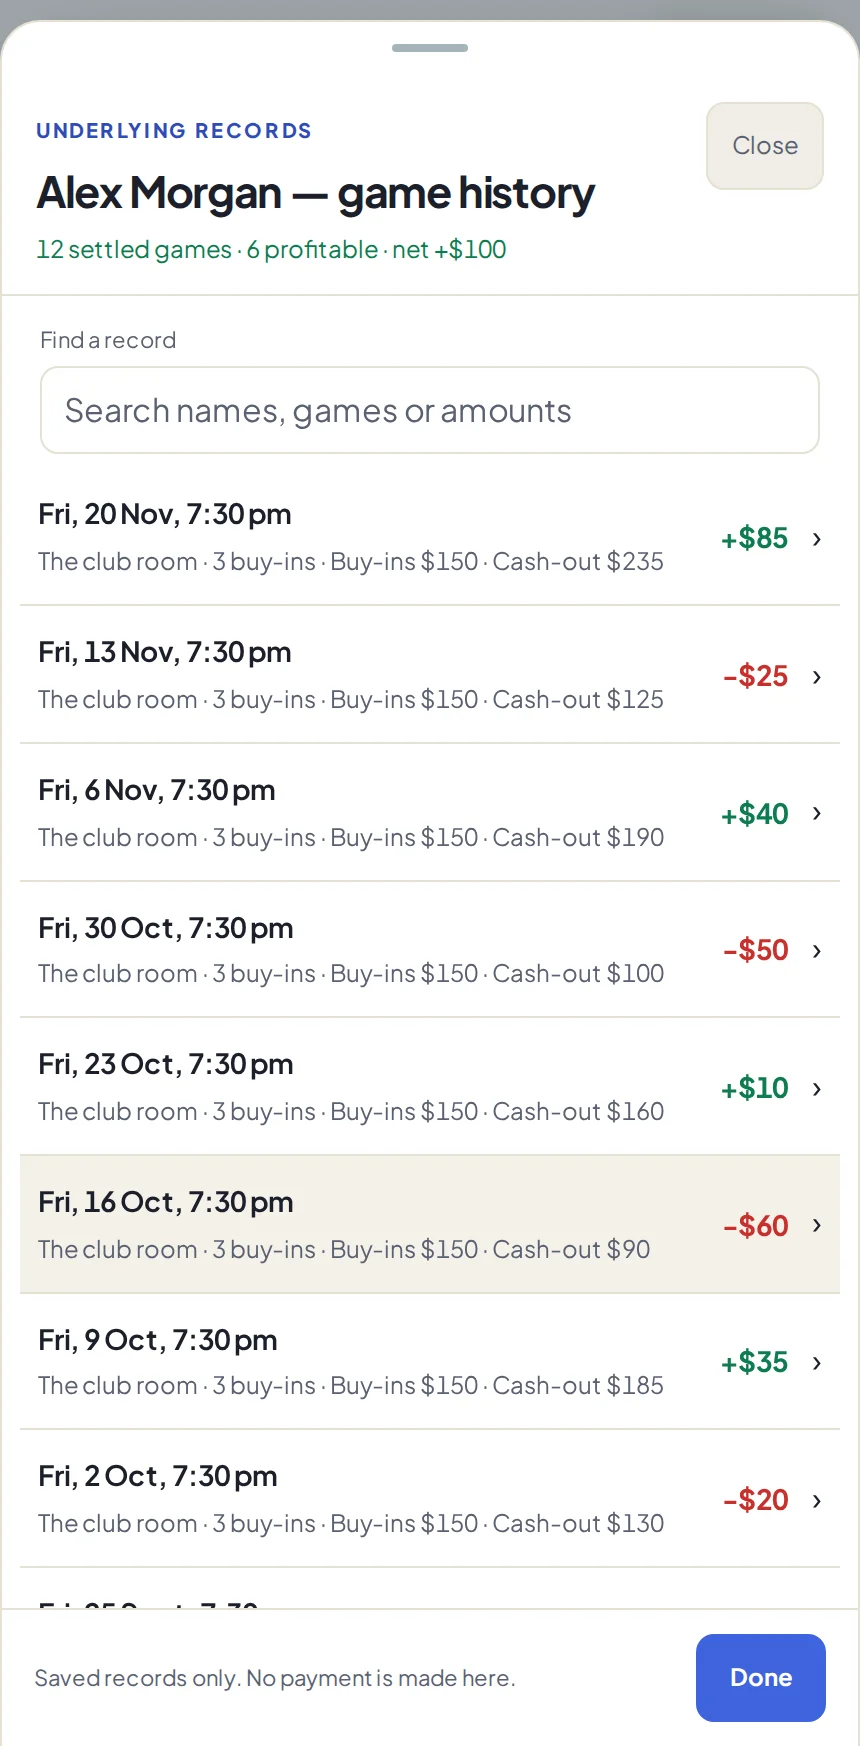 UNDERLYING RECORDS
Close
Alex Morgan — game history
12 settled games · 6 profitable · net +$100
Find a record
Search names, games or amounts
Fri, 20 Nov, 7:30 pm
The club room · 3 buy-ins · Buy-ins $150 · Cash-out $235
+$85 ›
Fri, 13 Nov, 7:30 pm
The club room · 3 buy-ins · Buy-ins $150 · Cash-out $125
−$25 ›
Fri, 6 Nov, 7:30 pm
The club room · 3 buy-ins · Buy-ins $150 · Cash-out $190
+$40 ›
Fri, 30 Oct, 7:30 pm
The club room · 3 buy-ins · Buy-ins $150 · Cash-out $100
−$50 ›
Fri, 23 Oct, 7:30 pm
The club room · 3 buy-ins · Buy-ins $150 · Cash-out $160
+$10 ›
Fri, 16 Oct, 7:30 pm
The club room · 3 buy-ins · Buy-ins $150 · Cash-out $90
−$60 ›
Fri, 9 Oct, 7:30 pm
The club room · 3 buy-ins · Buy-ins $150 · Cash-out $185
+$35 ›
Fri, 2 Oct, 7:30 pm
The club room · 3 buy-ins · Buy-ins $150 · Cash-out $130
−$20 ›
Saved records only. No payment is made here.
Done